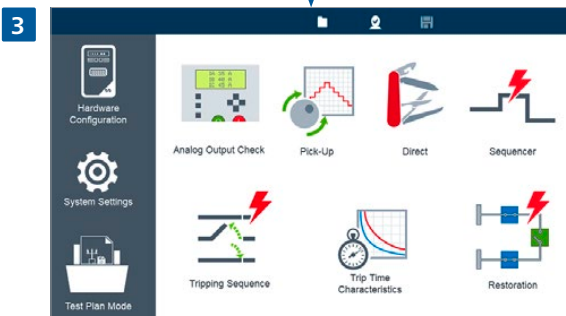 3
Hardware
Configuration
System Settings
Test Plan Mode
Analog Output Check
Pick-Up
Direct
Sequencer
Tripping Sequence
Trip Time
Characteristics
Restoration